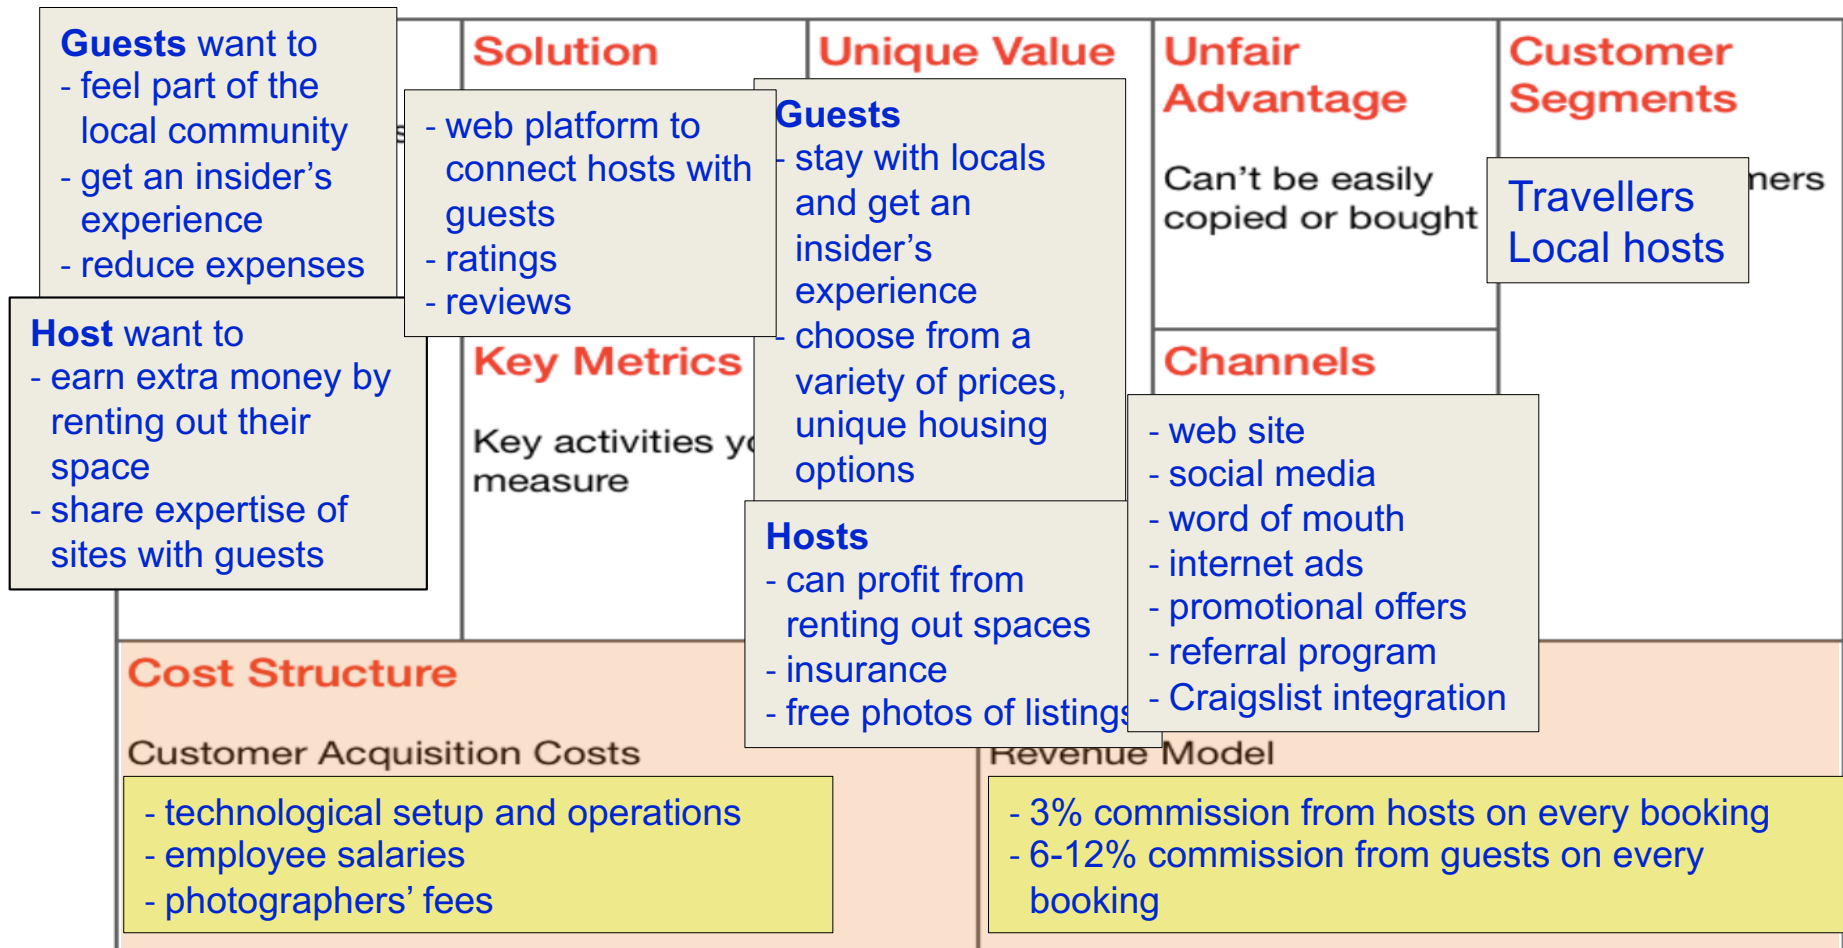 Guests want to
- feel part of the
local community
- get an insider’s
experience
- reduce expenses
Host want to
- earn extra money by
renting out their
space
- share expertise of
sites with guests
Solution
- web platform to
connect hosts with
guests
- ratings
- reviews
Key Metrics
Key activities
measure
Unique Value
Guests
- stay with locals
and get an
insider’s
experience
- choose from a
variety of prices,
unique housing
options
Hosts
- can profit from
renting out spaces
- insurance
- free photos of listings
Unfair
Advantage
Can’t be easily
copied or bought
Channels
- web site
- social media
- word of mouth
- internet ads
- promotional offers
- referral program
- Craigslist integration
Customer
Segments
Travellers
Local hosts
Cost Structure
Customer Acquisition Costs
- technological setup and operations
- employee salaries
- photographers’ fees
Revenue Model
- 3% commission from hosts on every booking
- 6-12% commission from guests on every
booking